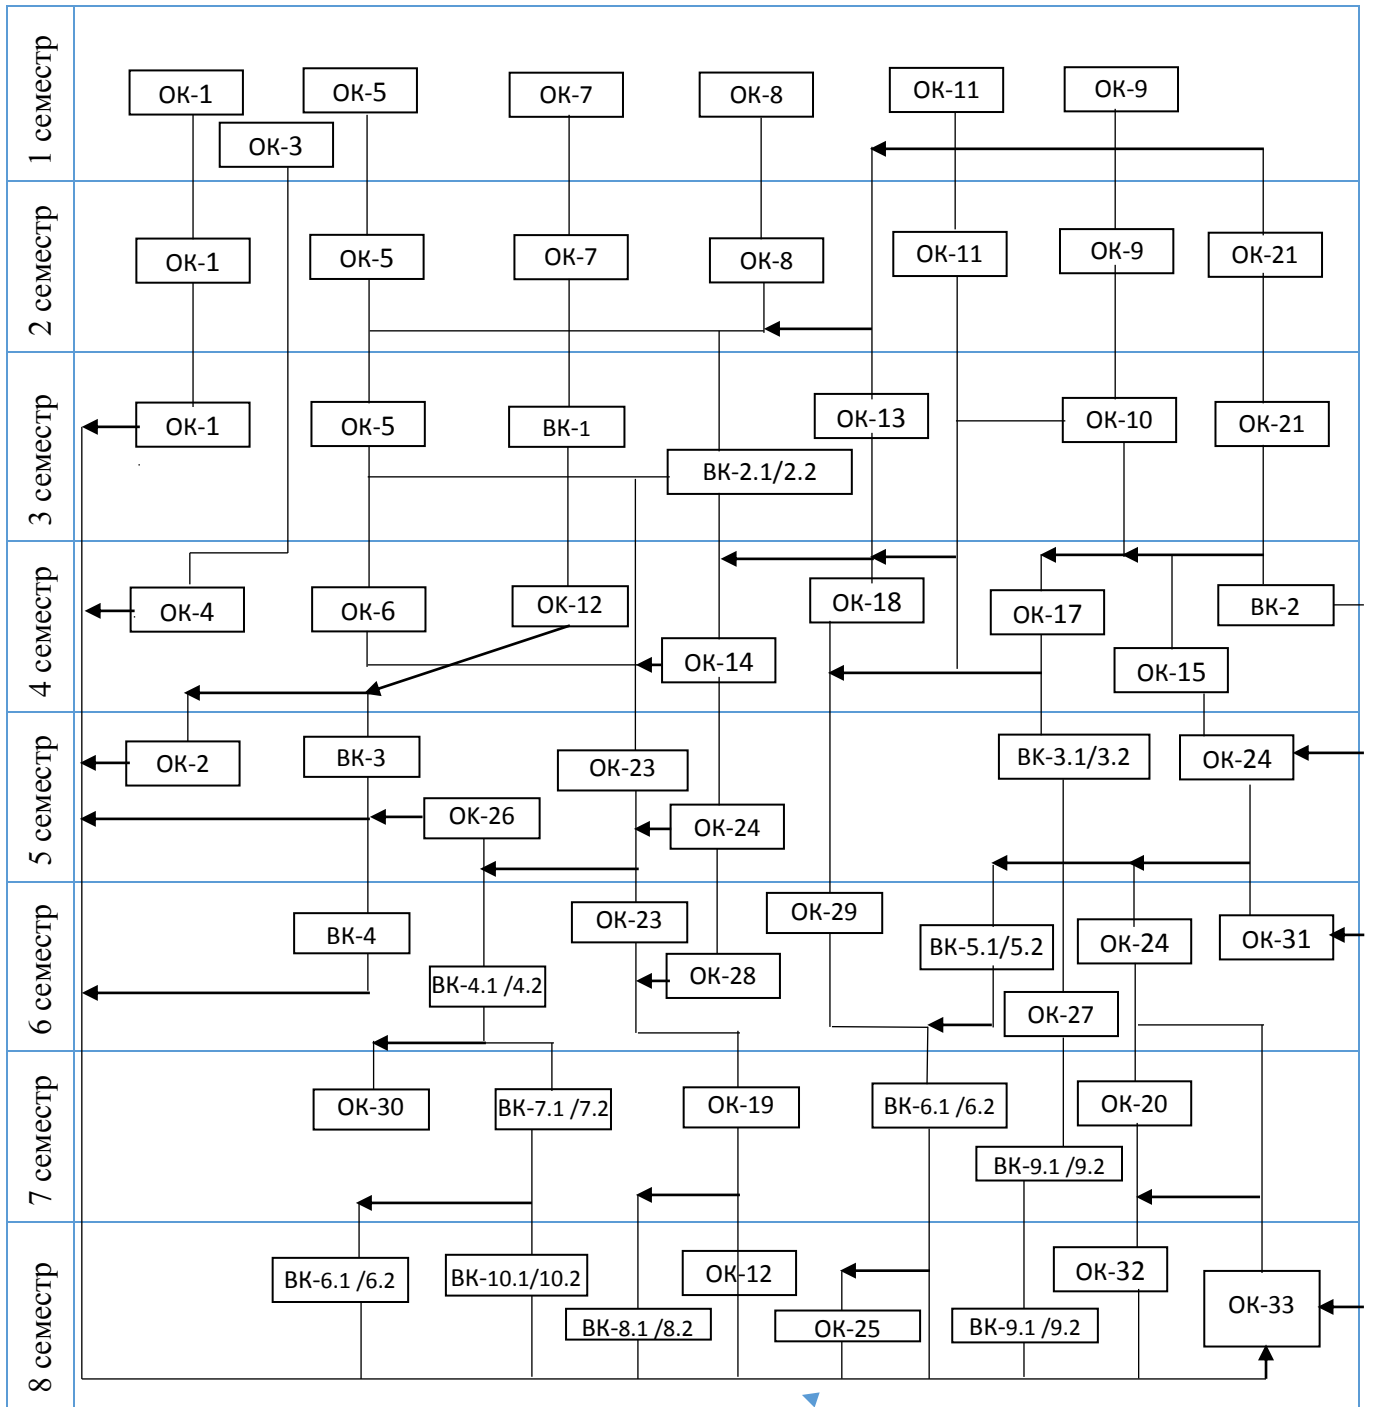 1 семестр
ОК-1
ОК-5
ОК-7
ОК-8
ОК-11
ОК-9
ОК-3
2 семестр
ОК-1
ОК-5
ОК-7
ОК-8
ОК-11
ОК-9
ОК-21
3 семестр
ОК-1
ОК-5
ВК-1
ОК-13
ОК-10
ОК-21
ВК-2.1/2.2
4 семестр
ОК-4
ОК-6
ОК-12
ОК-18
ОК-17
ВК-2
ОК-14
ОК-15
5 семестр
ОК-2
ВК-3
ОК-23
ВК-3.1/3.2
ОК-24
ОК-26
ОК-24
6 семестр
ВК-4
ОК-23
ОК-29
ВК-5.1/5.2
ОК-24
ОК-31
ВК-4.1 /4.2
ОК-28
ОК-27
7 семестр
ОК-30
ВК-7.1 /7.2
ОК-19
ВК-6.1 /6.2
ОК-20
ВК-9.1 /9.2
8 семестр
ВК-6.1 /6.2
ВК-10.1/10.2
ОК-12
ОК-32
ОК-33
ВК-8.1 /8.2
ОК-25
ВК-9.1 /9.2